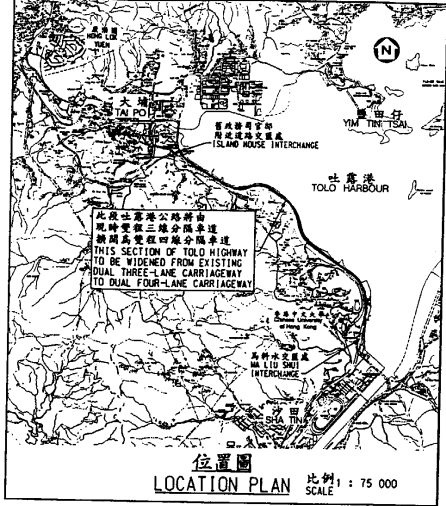 康樂園
HONG LOK
YUEN
N
大埔
TAI PO
鹽田仔
YIM TIN TSAI
舊政務司官邸
附近道路交匯處
ISLAND HOUSE INTERCHANGE
吐露港
TOLO HARBOUR
此段吐露港公路將由
現時雙程三線分隔車道
擴闊為雙程四線分隔車道
THIS SECTION OF TOLO HIGHWAY
TO BE WIDENED FROM EXISTING
DUAL THREE-LANE CARRIAGEWAY
TO DUAL FOUR-LANE CARRIAGEWAY
香港中文大學
Chinese University
of Hong Kong
馬料水交匯處
MA LIU SHUI
INTERCHANGE
沙田
SHA TIN
位置圖
LOCATION PLAN
比例 1 : 75 000
SCALE